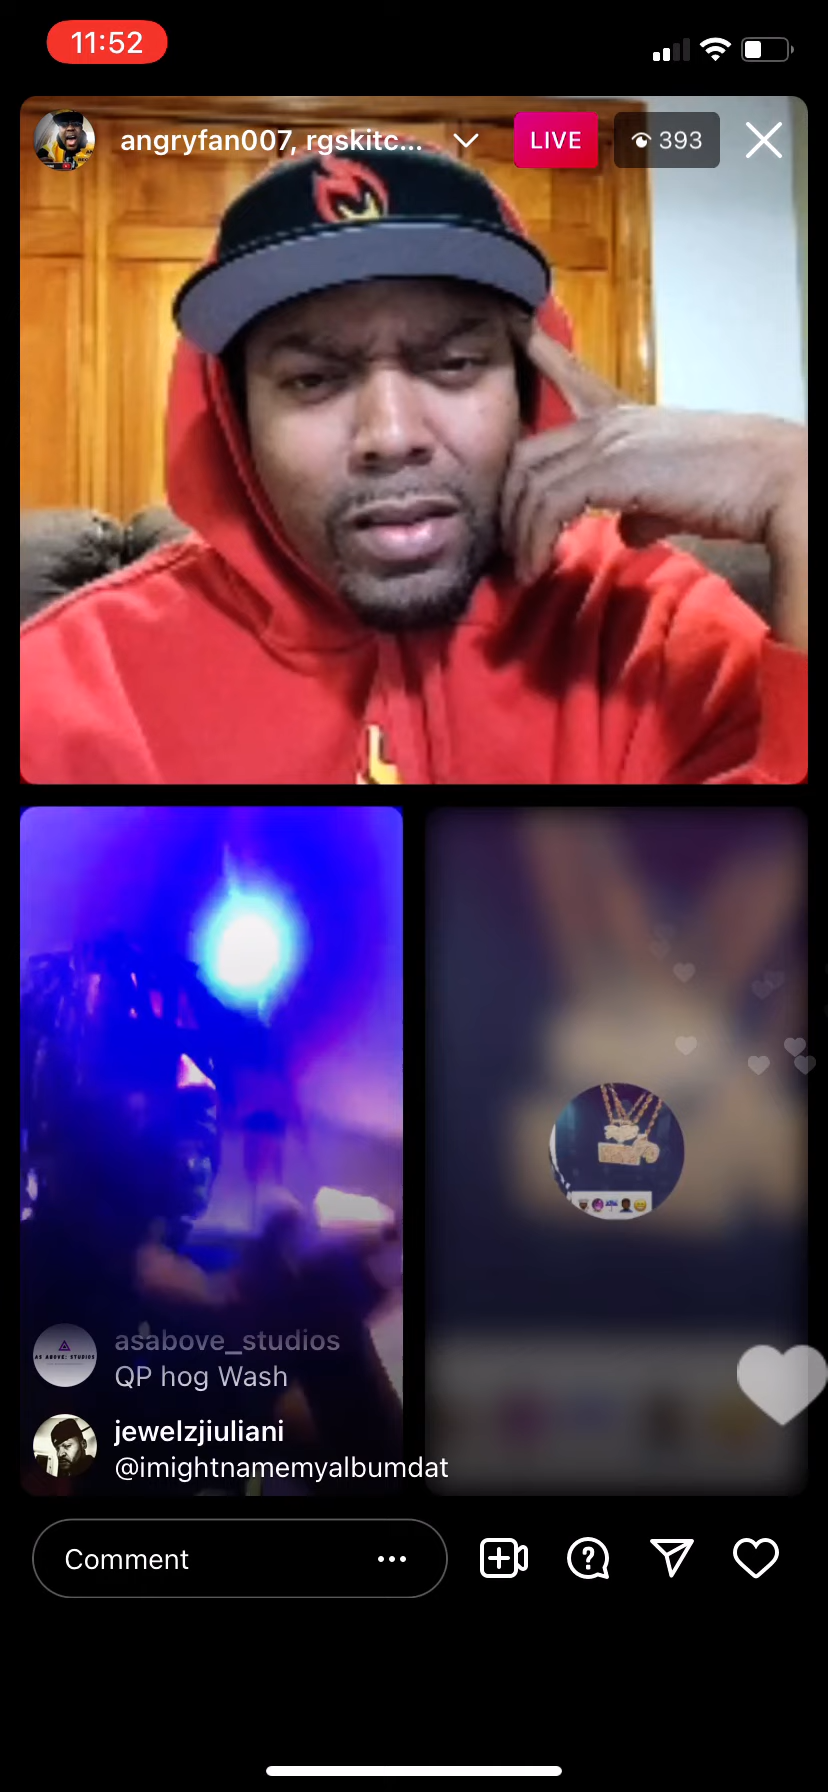 11:52
angryfan007, rgskitc...
LIVE
393
asabove_studios
QP hog Wash
jewelzjiuliani
@imightnamemyalbumdat
Comment